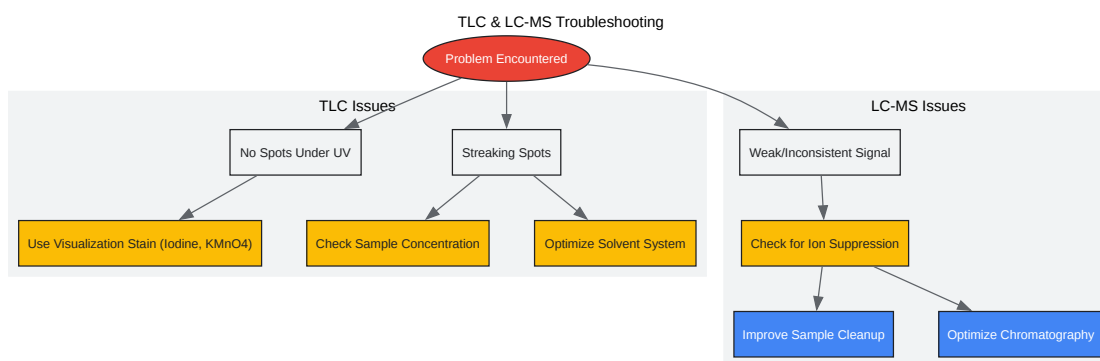 TLC & LC-MS Troubleshooting
Problem Encountered
TLC Issues
LC-MS Issues
No Spots Under UV
Streaking Spots
Weak/Inconsistent Signal
Use Visualization Stain (Iodine, KMnO4)
Check Sample Concentration
Optimize Solvent System
Check for Ion Suppression
Improve Sample Cleanup
Optimize Chromatography